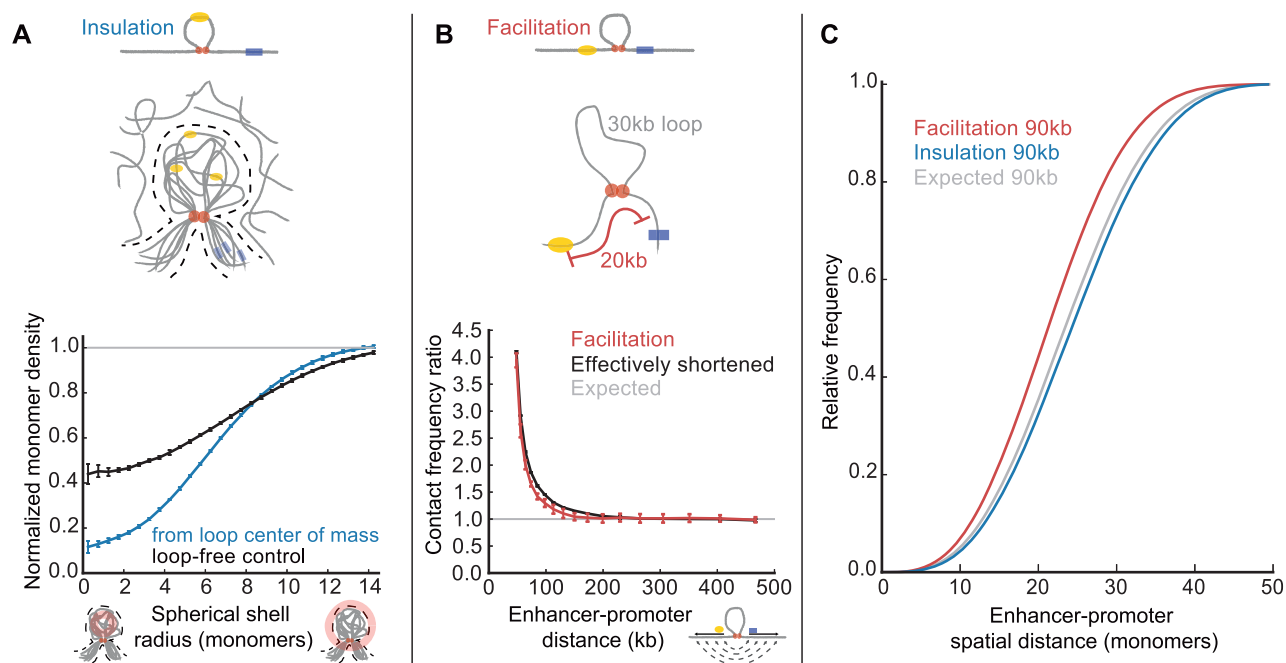 A
Insulation
Normalized monomer density
1.0
0.8
0.6
0.4
0.2
0.0
from loop center of mass
loop-free control
0
2
4
6
8
10
12
14
Spherical shell
radius (monomers)
B
Facilitation
30kb loop
20kb
Contact frequency ratio
4.5
4.0
3.5
3.0
2.5
2.0
1.5
1.0
0.5
0.0
Facilitation
Effectively shortened
Expected
0
100
200
300
400
500
Enhancer-promoter
distance (kb)
C
Relative frequency
1.0
0.8
0.6
0.4
0.2
0.0
Facilitation 90kb
Insulation 90kb
Expected 90kb
10
20
30
40
50
Enhancer-promoter
spatial distance (monomers)